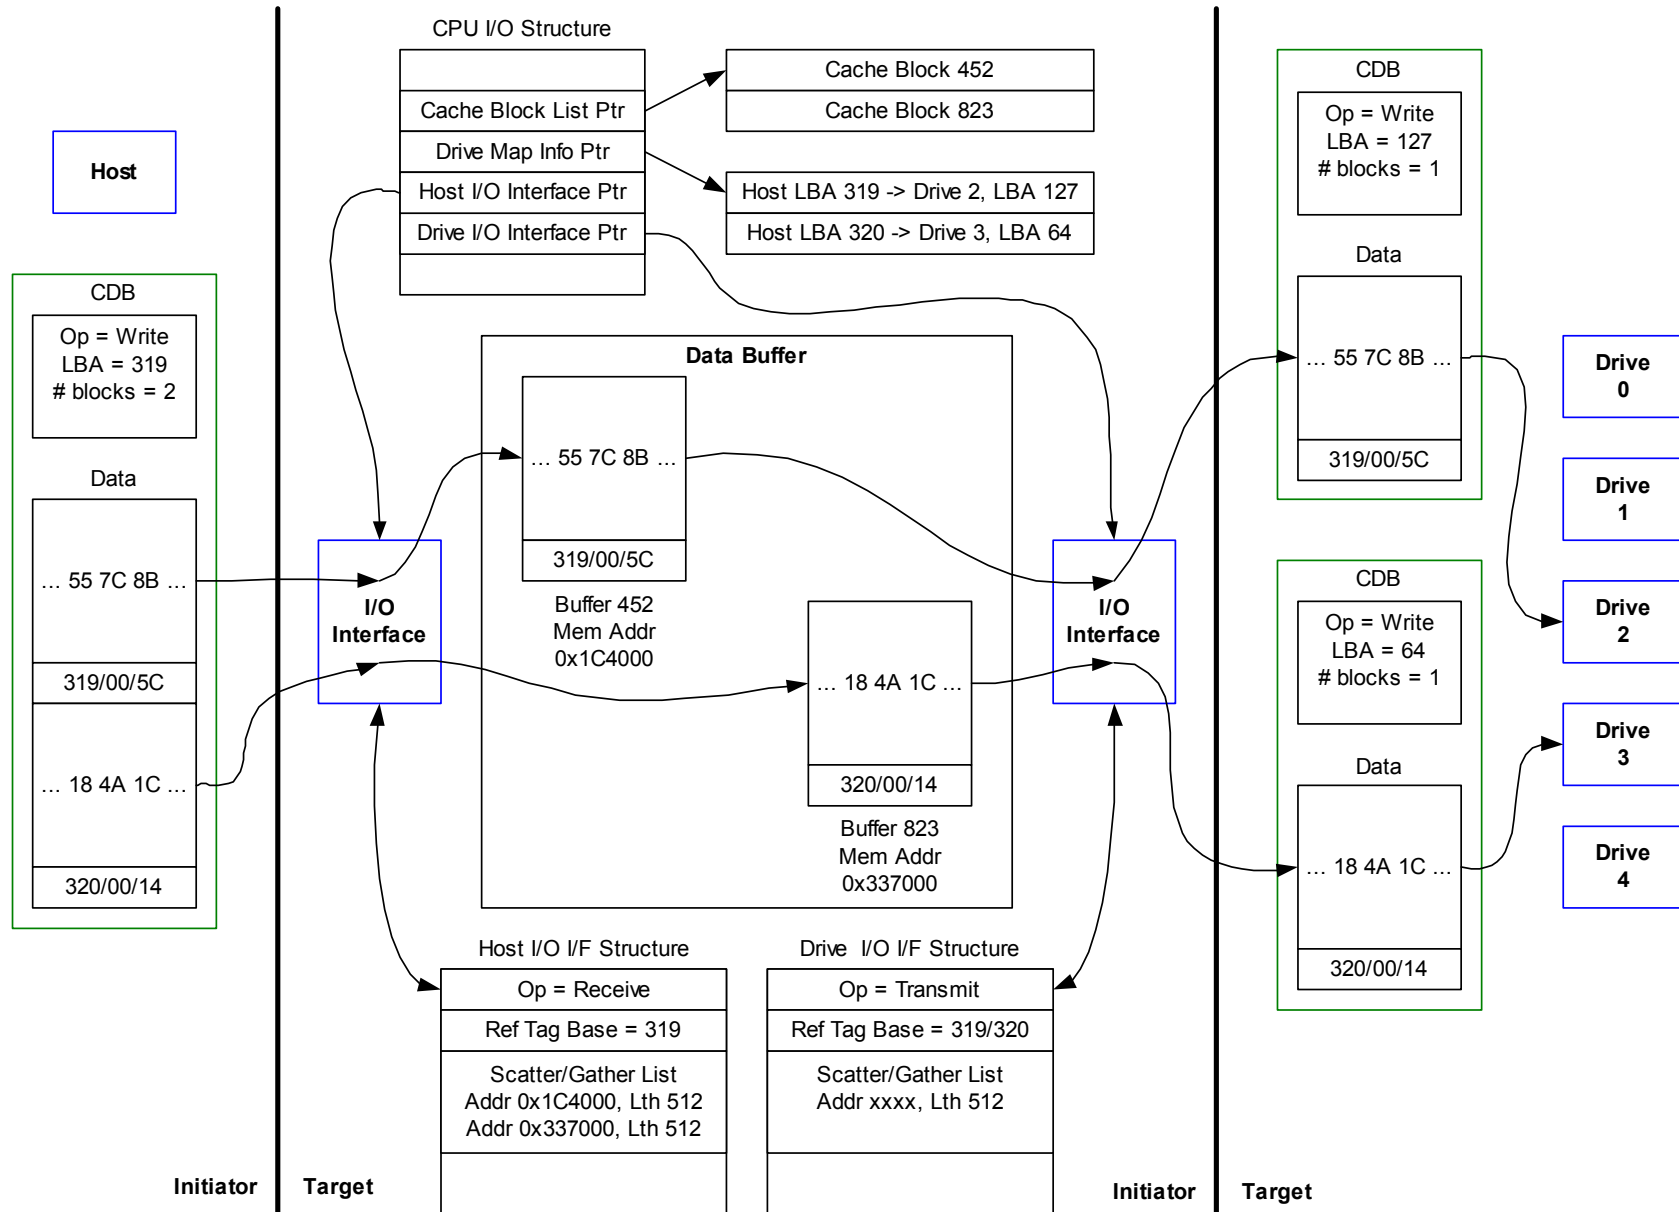 CPU I/O Structure
Cache Block List Ptr
Drive Map Info Ptr
Host I/O Interface Ptr
Drive I/O Interface Ptr
Cache Block 452
Cache Block 823
Host LBA 319 -> Drive 2, LBA 127
Host LBA 320 -> Drive 3, LBA 64
Host
CDB
Op = Write
LBA = 319
# blocks = 2
Data
... 55 7C 8B ...
319/00/5C
... 18 4A 1C ...
320/00/14
I/O
Interface
Data Buffer
... 55 7C 8B ...
319/00/5C
Buffer 452
Mem Addr
0x1C4000
... 18 4A 1C ...
320/00/14
Buffer 823
Mem Addr
0x337000
I/O
Interface
Host I/O I/F Structure
Op = Receive
Ref Tag Base = 319
Scatter/Gather List
Addr 0x1C4000, Lth 512
Addr 0x337000, Lth 512
Drive I/O I/F Structure
Op = Transmit
Ref Tag Base = 319/320
Scatter/Gather List
Addr xxxx, Lth 512
CDB
Op = Write
LBA = 127
# blocks = 1
Data
... 55 7C 8B ...
319/00/5C
CDB
Op = Write
LBA = 64
# blocks = 1
Data
... 18 4A 1C ...
320/00/14
Drive
0
Drive
1
Drive
2
Drive
3
Drive
4
Initiator
Target
Initiator
Target